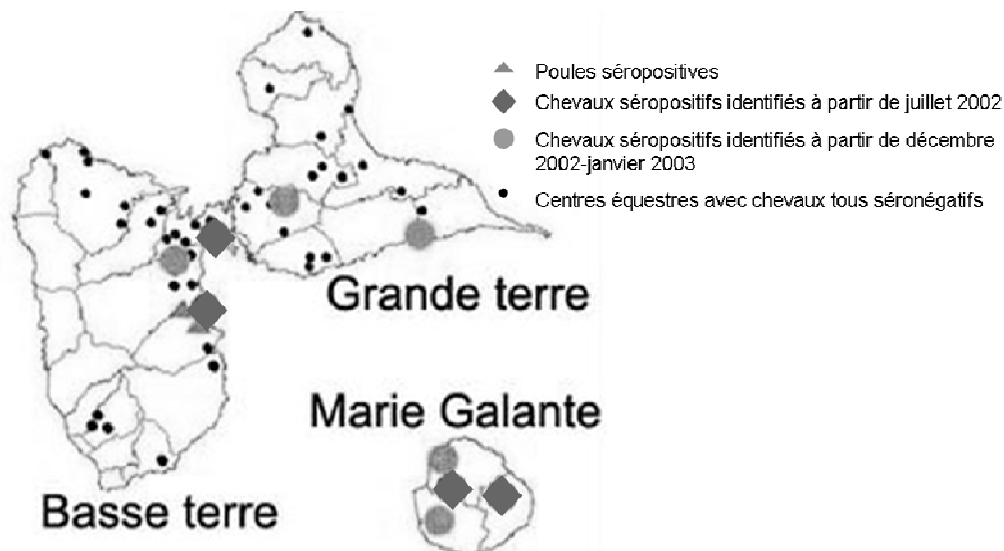 Poules séropositives
Chevaux séropositifs identifiés à partir de juillet 2002
Chevaux séropositifs identifiés à partir de décembre
2002-janvier 2003
Centres équestres avec chevaux tous séronégatifs
Grande terre
Marie Galante
Basse terre